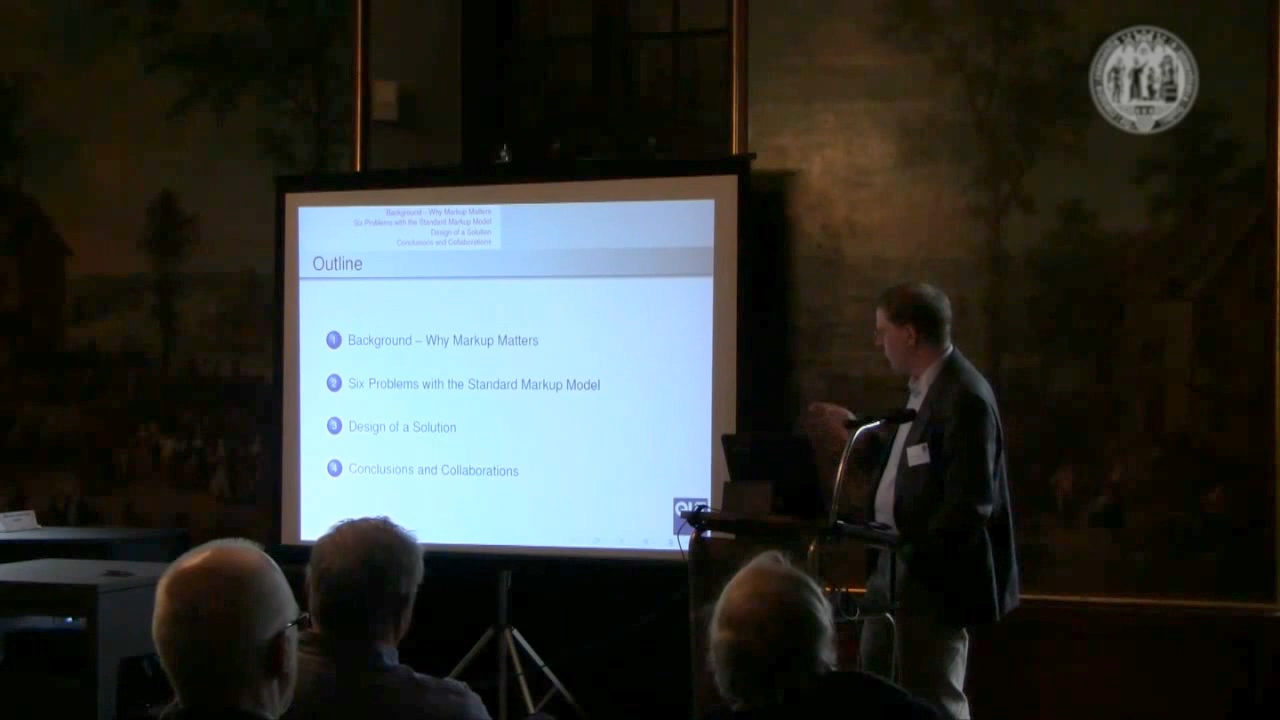 Background – Why Markup Matters
Six Problems with the Standard Markup Model
Design of a Solution
Conclusions and Collaborations
Outline
1 Background – Why Markup Matters
2 Six Problems with the Standard Markup Model
3 Design of a Solution
4 Conclusions and Collaborations